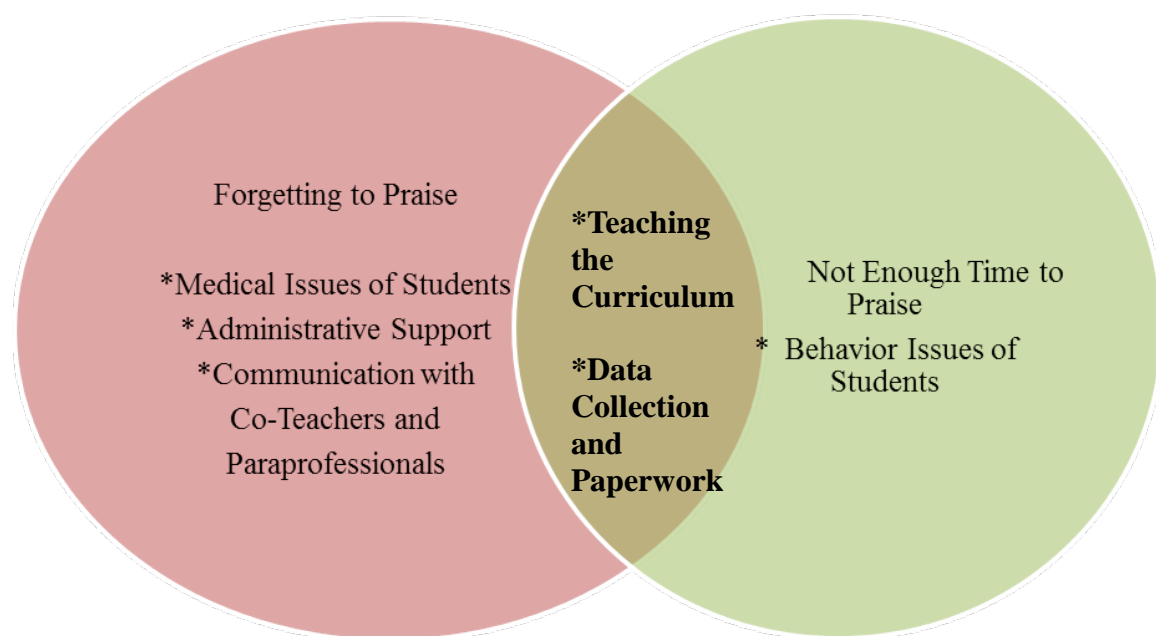 Forgetting to Praise
*Medical Issues of Students
*Administrative Support
*Communication with
Co-Teachers and
Paraprofessionals
*Teaching
the
Curriculum
*Data
Collection
and
Paperwork
Not Enough Time to
Praise
* Behavior Issues of
Students